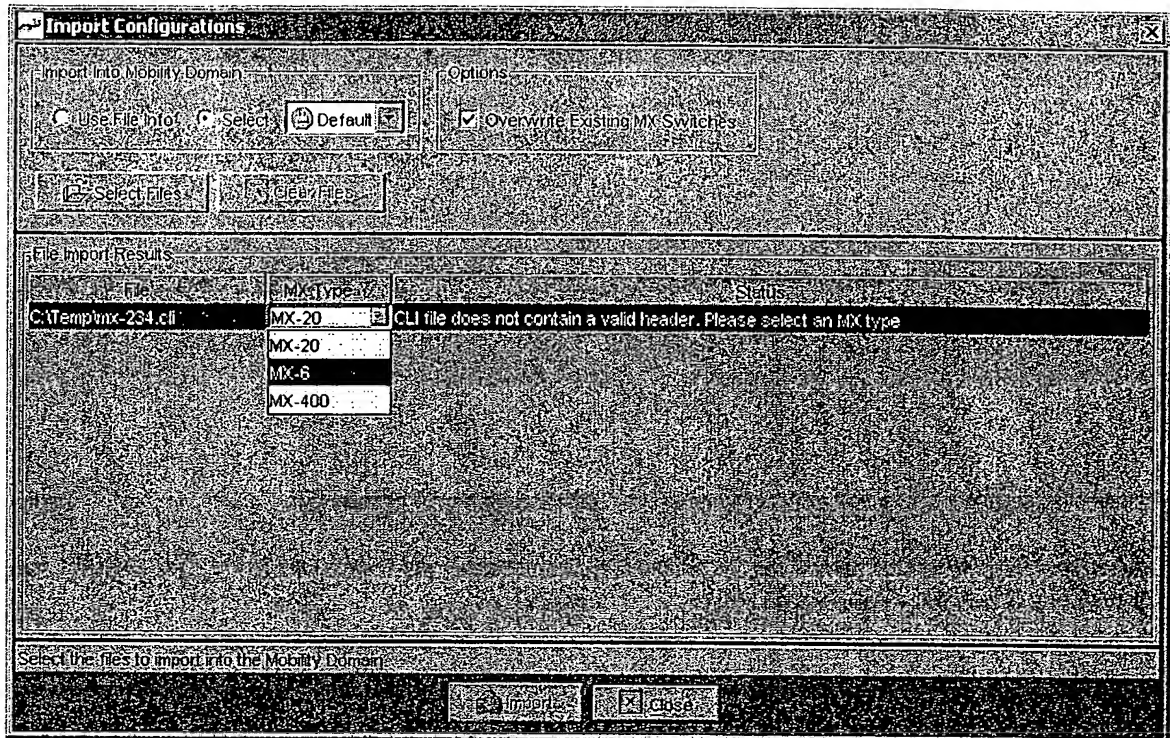 Import Configurations
Import Into Mobility Domain
Use File Info
Select
Default
Options
Overwrite Existing MX Switches
Select Files
Clear Files
File Import Results
File
MX Type
Status
C:\Temp\mx-234.cli
MX-20
CLI file does not contain a valid header. Please select an MX type
MX-20
MX-6
MX-400
Select the files to import into the Mobility Domain
Import
Close